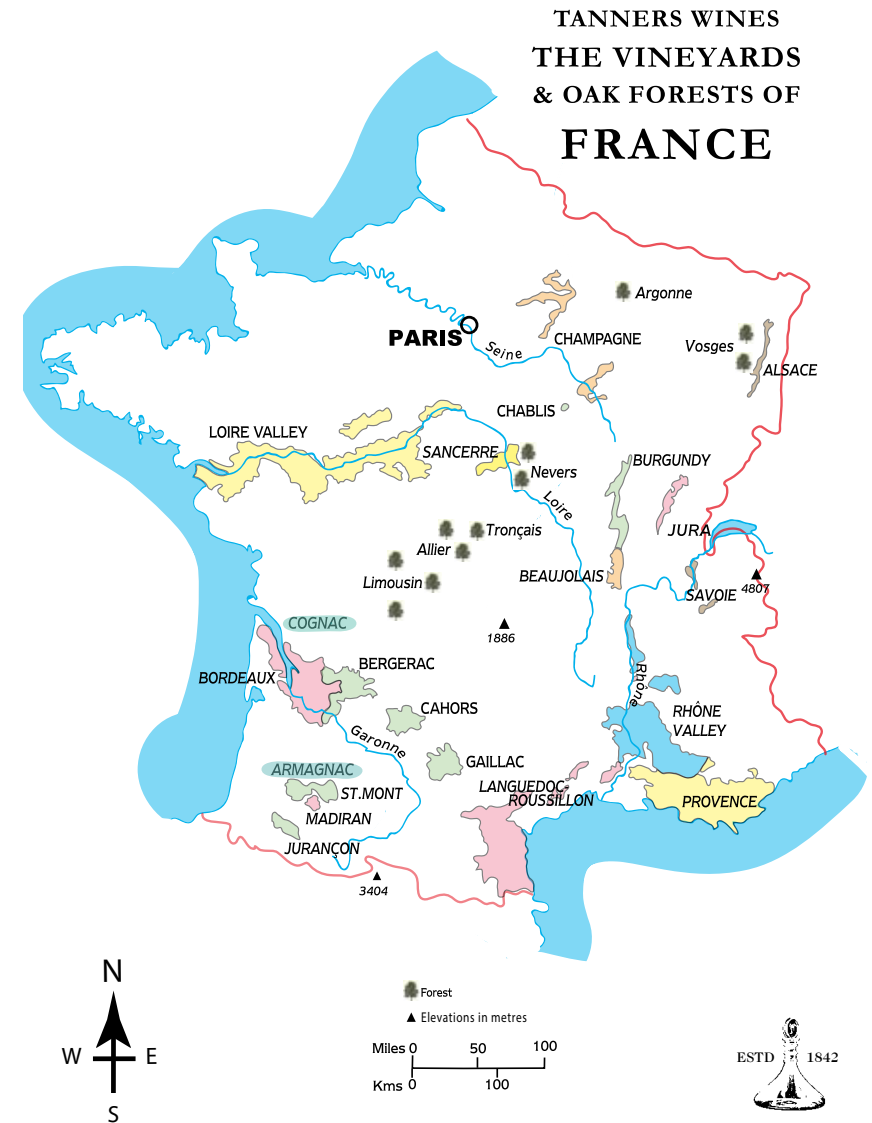 TANNERS WINES
THE VINEYARDS
& OAK FORESTS OF
FRANCE
Argonne
PARIS
Seine
CHAMPAGNE
Vosges
ALSACE
CHABLIS
LOIRE VALLEY
SANCERRE
Nevers
BURGUNDY
Loire
JURA
Tronçais
Allier
Limousin
BEAUJOLAIS
SAVOIE
4807
COGNAC
1886
BERGERAC
BORDEAUX
Rhône
CAHORS
RHÔNE
VALLEY
Garonne
GAILLAC
ARMAGNAC
LANGUEDOC-
ROUSSILLON
ST.MONT
PROVENCE
MADIRAN
JURANÇON
3404
N
W E
S
Forest
Elevations in metres
Miles 0 50 100
Kms 0 100
ESTD 1842